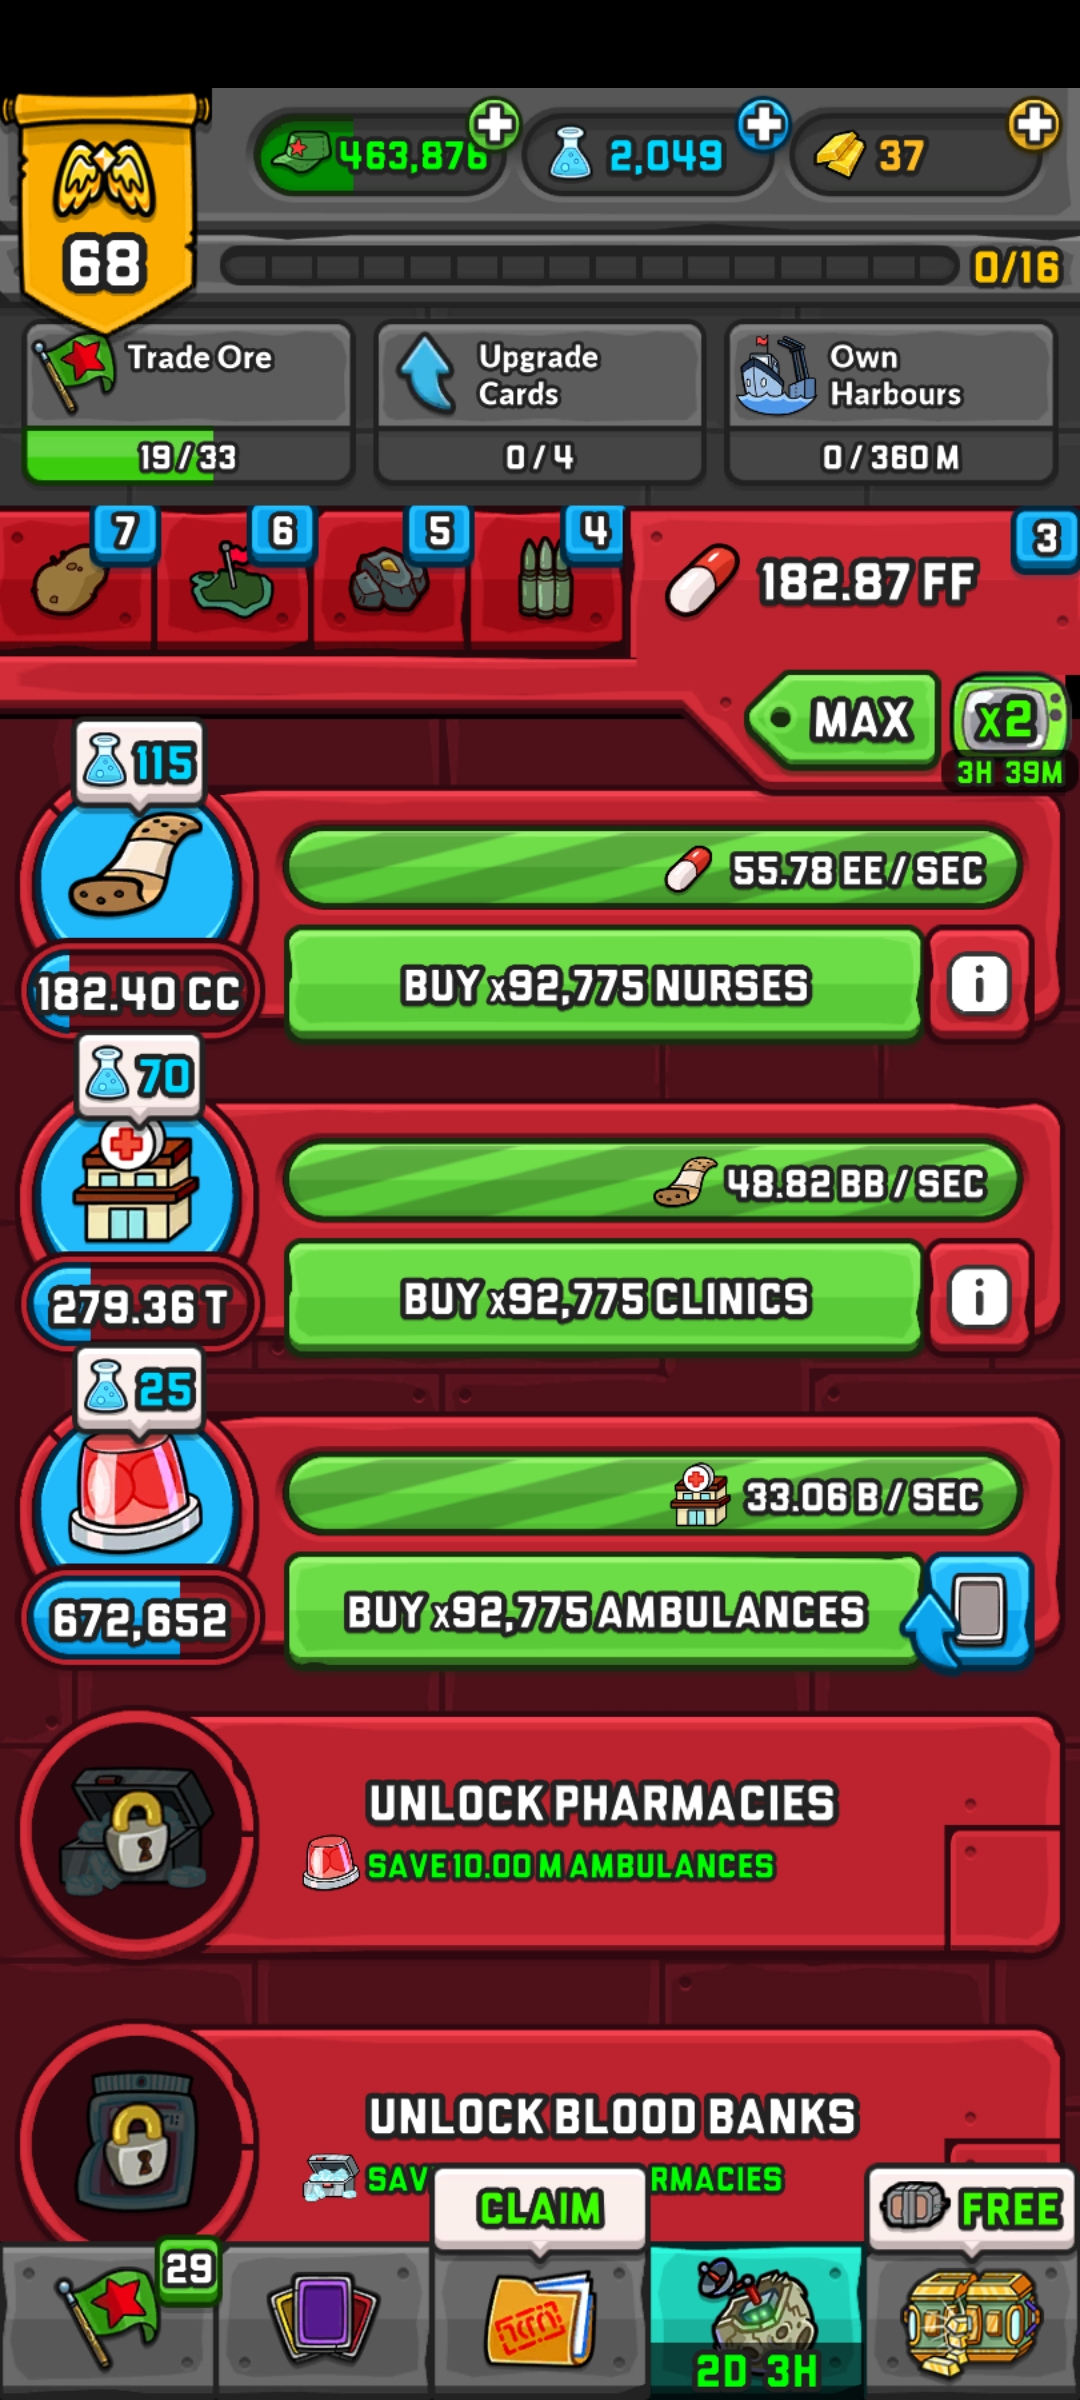 463,876
2,049
37
68
0/16
Trade Ore
19/33
Upgrade
Cards
0/4
Own
Harbours
0/360 M
7
6
5
4
182.87 FF
3
MAX
x2
3H 39M
115
55.78 EE/SEC
182.40 CC
BUY x92,775 NURSES
i
70
48.82 BB/SEC
279.36 T
BUY x92,775 CLINICS
i
25
33.06 B/SEC
672,652
BUY x92,775 AMBULANCES
UNLOCK PHARMACIES
SAVE 10.00 M AMBULANCES
UNLOCK BLOOD BANKS
CLAIM
FREE
29
2D 3H